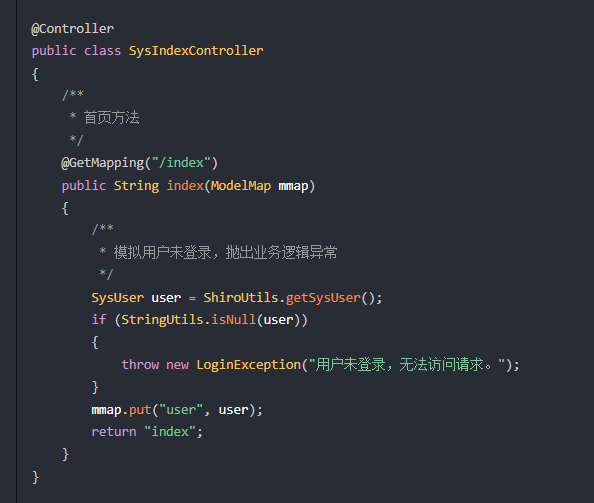 @Controller
public class SysIndexController
{
    /**
     * 首页方法
     */
    @GetMapping("/index")
    public String index(ModelMap mmap)
    {
        /**
         * 模拟用户未登录，抛出业务逻辑异常
         */
        SysUser user = ShiroUtils.getSysUser();
        if (StringUtils.isNull(user))
        {
            throw new LoginException("用户未登录，无法访问请求。");
        }
        mmap.put("user", user);
        return "index";
    }
}